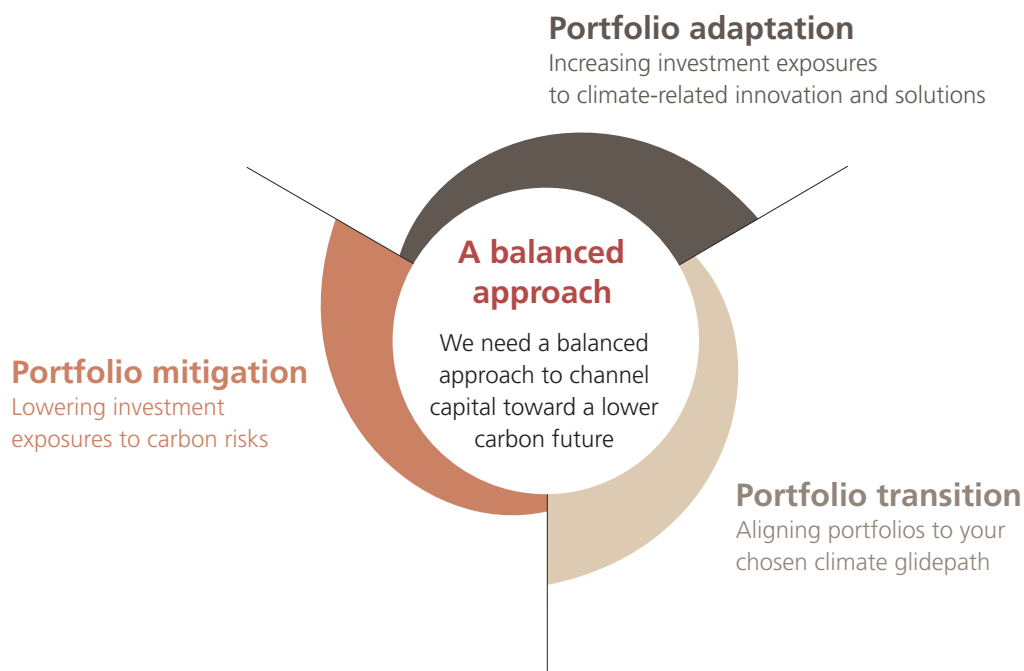 Portfolio adaptation
Increasing investment exposures
to climate-related innovation and solutions
A balanced
approach
We need a balanced
approach to channel
capital toward a lower
carbon future
Portfolio mitigation
Lowering investment
exposures to carbon risks
Portfolio transition
Aligning portfolios to your
chosen climate glidepath